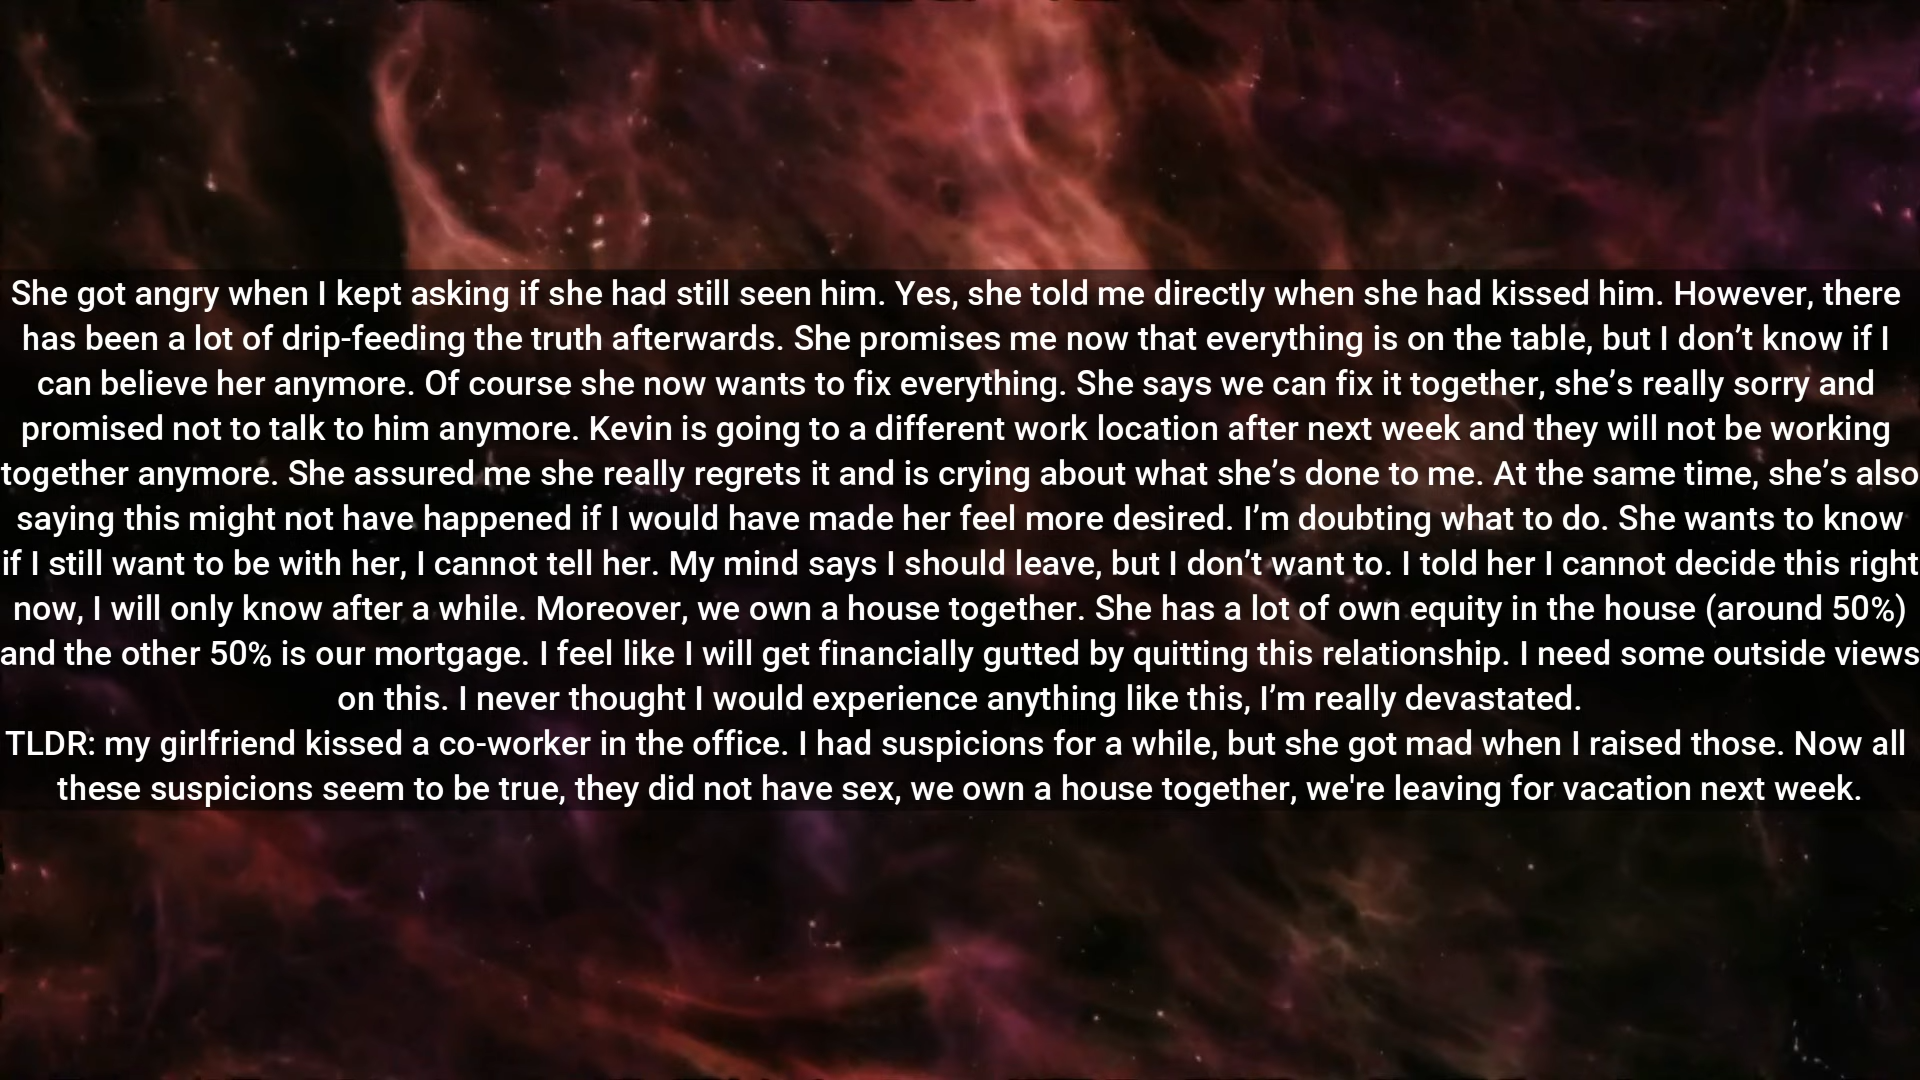 She got angry when I kept asking if she had still seen him. Yes, she told me directly when she had kissed him. However, there
has been a lot of drip-feeding the truth afterwards. She promises me now that everything is on the table, but I don’t know if I
can believe her anymore. Of course she now wants to fix everything. She says we can fix it together, she’s really sorry and
promised not to talk to him anymore. Kevin is going to a different work location after next week and they will not be working
together anymore. She assured me she really regrets it and is crying about what she’s done to me. At the same time, she’s also
saying this might not have happened if I would have made her feel more desired. I’m doubting what to do. She wants to know
if I still want to be with her, I cannot tell her. My mind says I should leave, but I don’t want to. I told her I cannot decide this right
now, I will only know after a while. Moreover, we own a house together. She has a lot of own equity in the house (around 50%)
and the other 50% is our mortgage. I feel like I will get financially gutted by quitting this relationship. I need some outside views
on this. I never thought I would experience anything like this, I’m really devastated.
TLDR: my girlfriend kissed a co-worker in the office. I had suspicions for a while, but she got mad when I raised those. Now all
these suspicions seem to be true, they did not have sex, we own a house together, we're leaving for vacation next week.